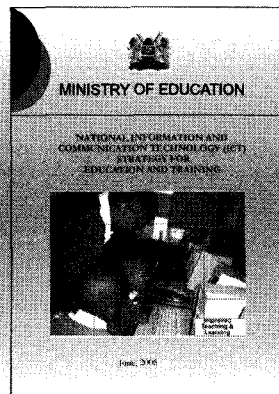 MINISTRY OF EDUCATION
NATIONAL INFORMATION AND
COMMUNICATION TECHNOLOGY (ICT)
STRATEGY FOR
EDUCATION AND TRAINING
Improved
Teaching &
Learning
June, 2006